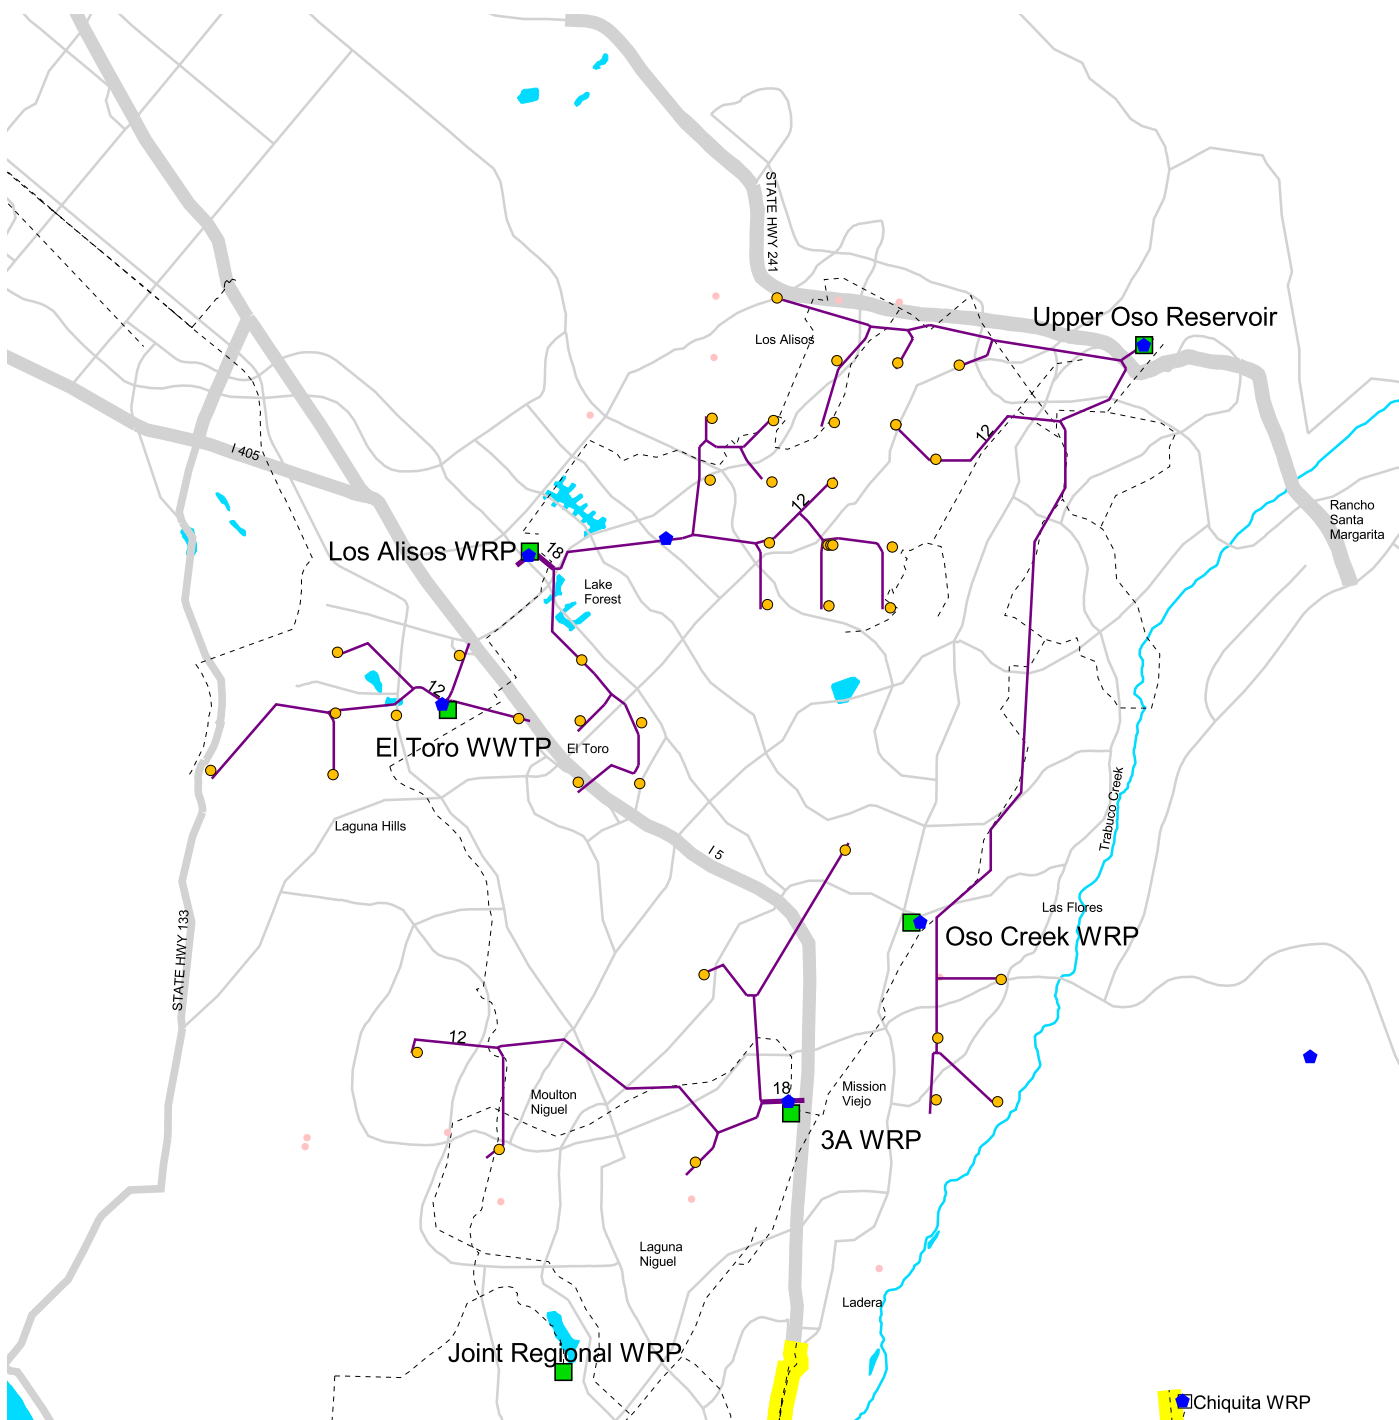 STATE HWY 241
Upper Oso Reservoir
Los Alisos
12
I 405
12
Rancho
Santa
Margarita
Los Alisos WRP
18
Lake
Forest
12
El Toro WWTP
El Toro
Trabuco Creek
Laguna Hills
I 5
Las Flores
STATE HWY 133
Oso Creek WRP
12
18
Mission
Viejo
Moulton
Niguel
3A WRP
Laguna
Niguel
Ladera
Joint Regional WRP
Chiquita WRP